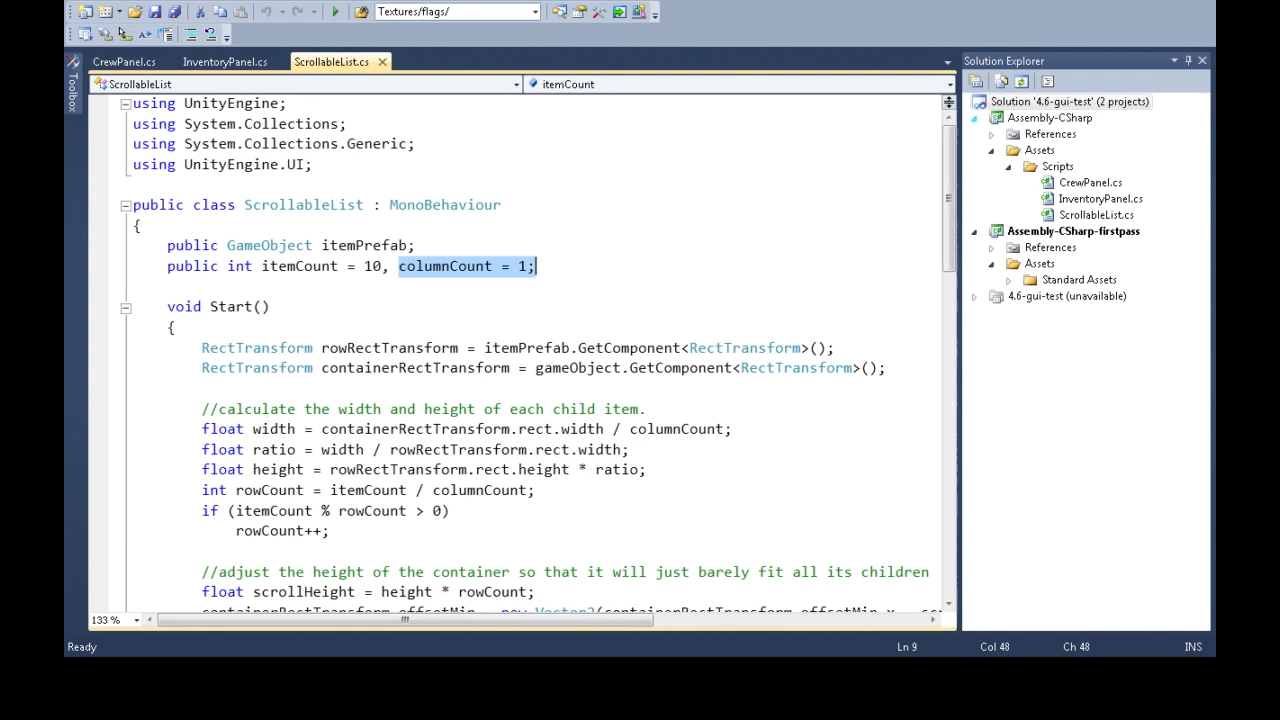 Textures/flags/
CrewPanel.cs InventoryPanel.cs ScrollableList.cs
Toolbox
ScrollableList itemCount
using UnityEngine;
using System.Collections;
using System.Collections.Generic;
using UnityEngine.UI;
public class ScrollableList : MonoBehaviour
{
public GameObject itemPrefab;
public int itemCount = 10, columnCount = 1;
void Start()
{
RectTransform rowRectTransform = itemPrefab.GetComponent<RectTransform>();
RectTransform containerRectTransform = gameObject.GetComponent<RectTransform>();
//calculate the width and height of each child item.
float width = containerRectTransform.rect.width / columnCount;
float ratio = width / rowRectTransform.rect.width;
float height = rowRectTransform.rect.height * ratio;
int rowCount = itemCount / columnCount;
if (itemCount % rowCount > 0)
rowCount++;
//adjust the height of the container so that it will just barely fit all its children
float scrollHeight = height * rowCount;
containerRectTransform.offsetMin = new Vector2(containerRectTransform.offsetMin.x
133 %
Solution Explorer
Solution '4.6-gui-test' (2 projects)
Assembly-CSharp
References
Assets
Scripts
CrewPanel.cs
InventoryPanel.cs
ScrollableList.cs
Assembly-CSharp-firstpass
References
Assets
Standard Assets
4.6-gui-test (unavailable)
Ready Ln 9 Col 48 Ch 48 INS